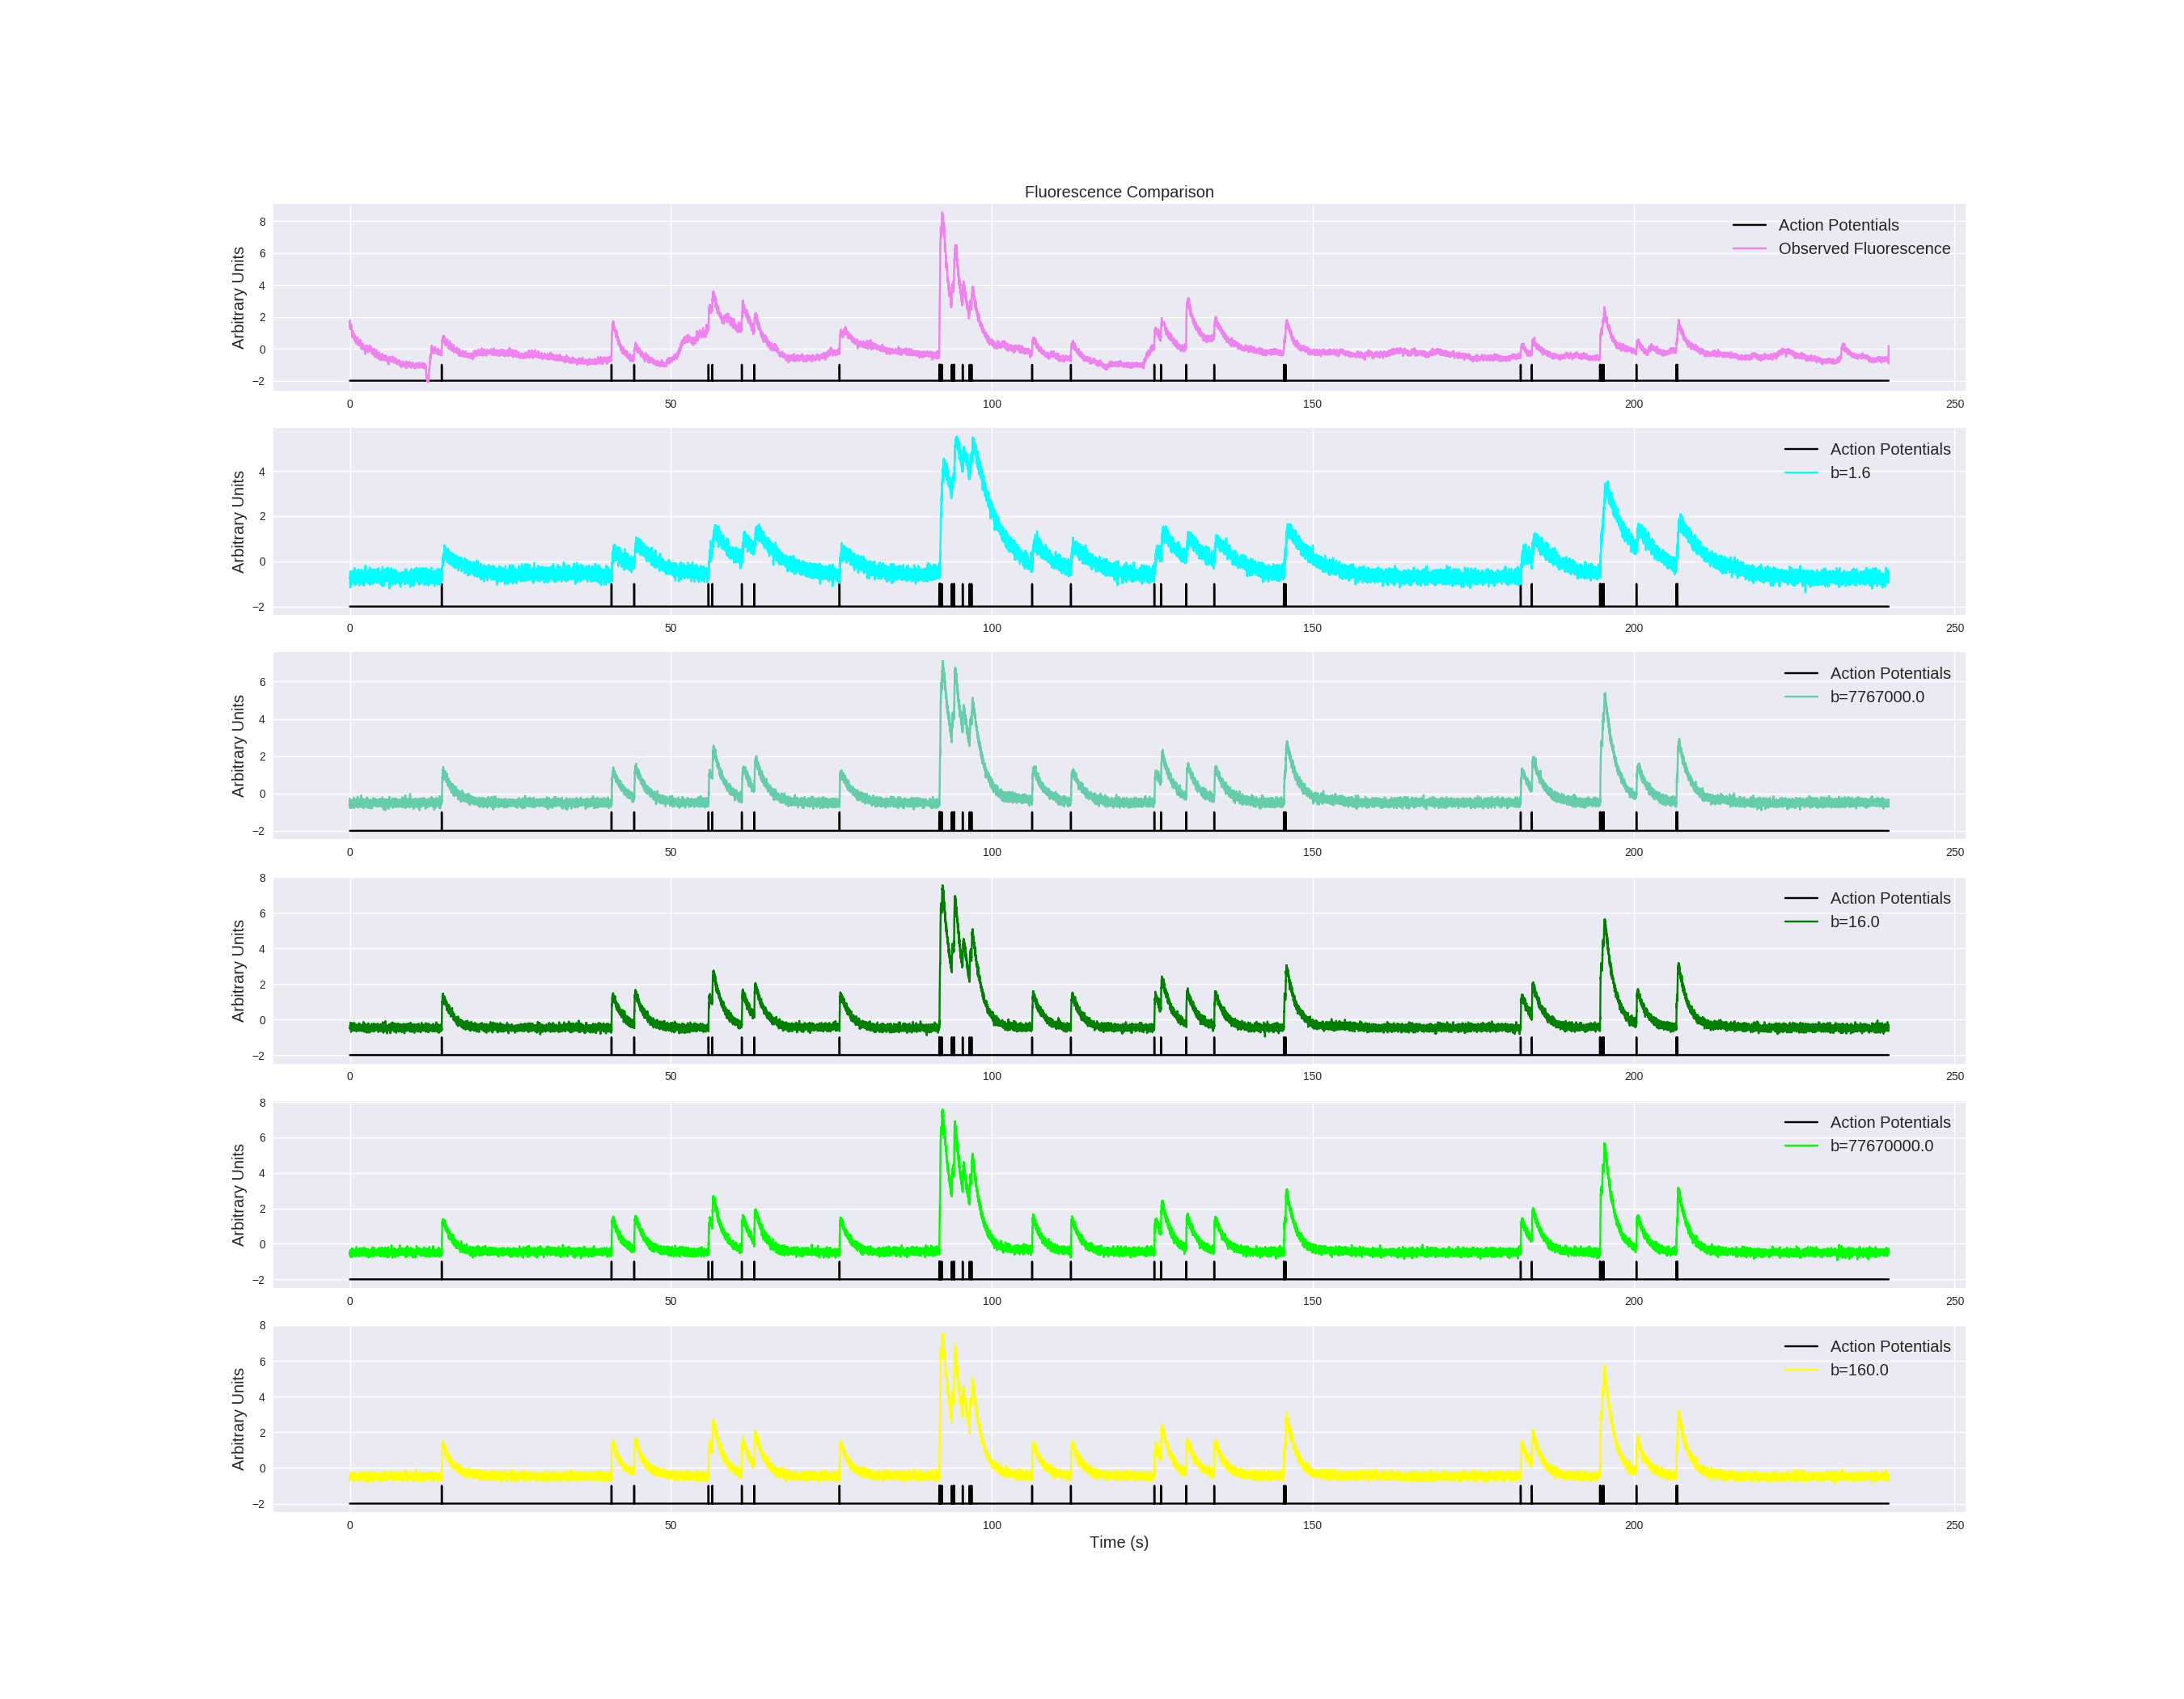 Fluorescence Comparison
Arbitrary Units
8
6
4
2
0
−2
Action Potentials
Observed Fluorescence
0 50 100 150 200 250
Arbitrary Units
4
2
0
−2
Action Potentials
b=1.6
0 50 100 150 200 250
Arbitrary Units
6
4
2
0
−2
Action Potentials
b=7767000.0
0 50 100 150 200 250
Arbitrary Units
8
6
4
2
0
−2
Action Potentials
b=16.0
0 50 100 150 200 250
Arbitrary Units
8
6
4
2
0
−2
Action Potentials
b=77670000.0
0 50 100 150 200 250
Arbitrary Units
8
6
4
2
0
−2
Action Potentials
b=160.0
0 50 100 150 200 250
Time (s)